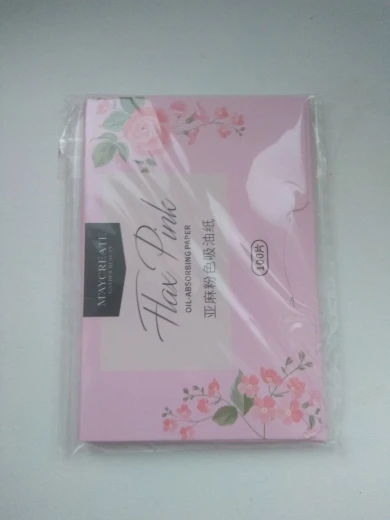 MAYCREATE
Flax Pink
OIL-ABSORBING PAPER
亚麻粉色吸油纸
100片